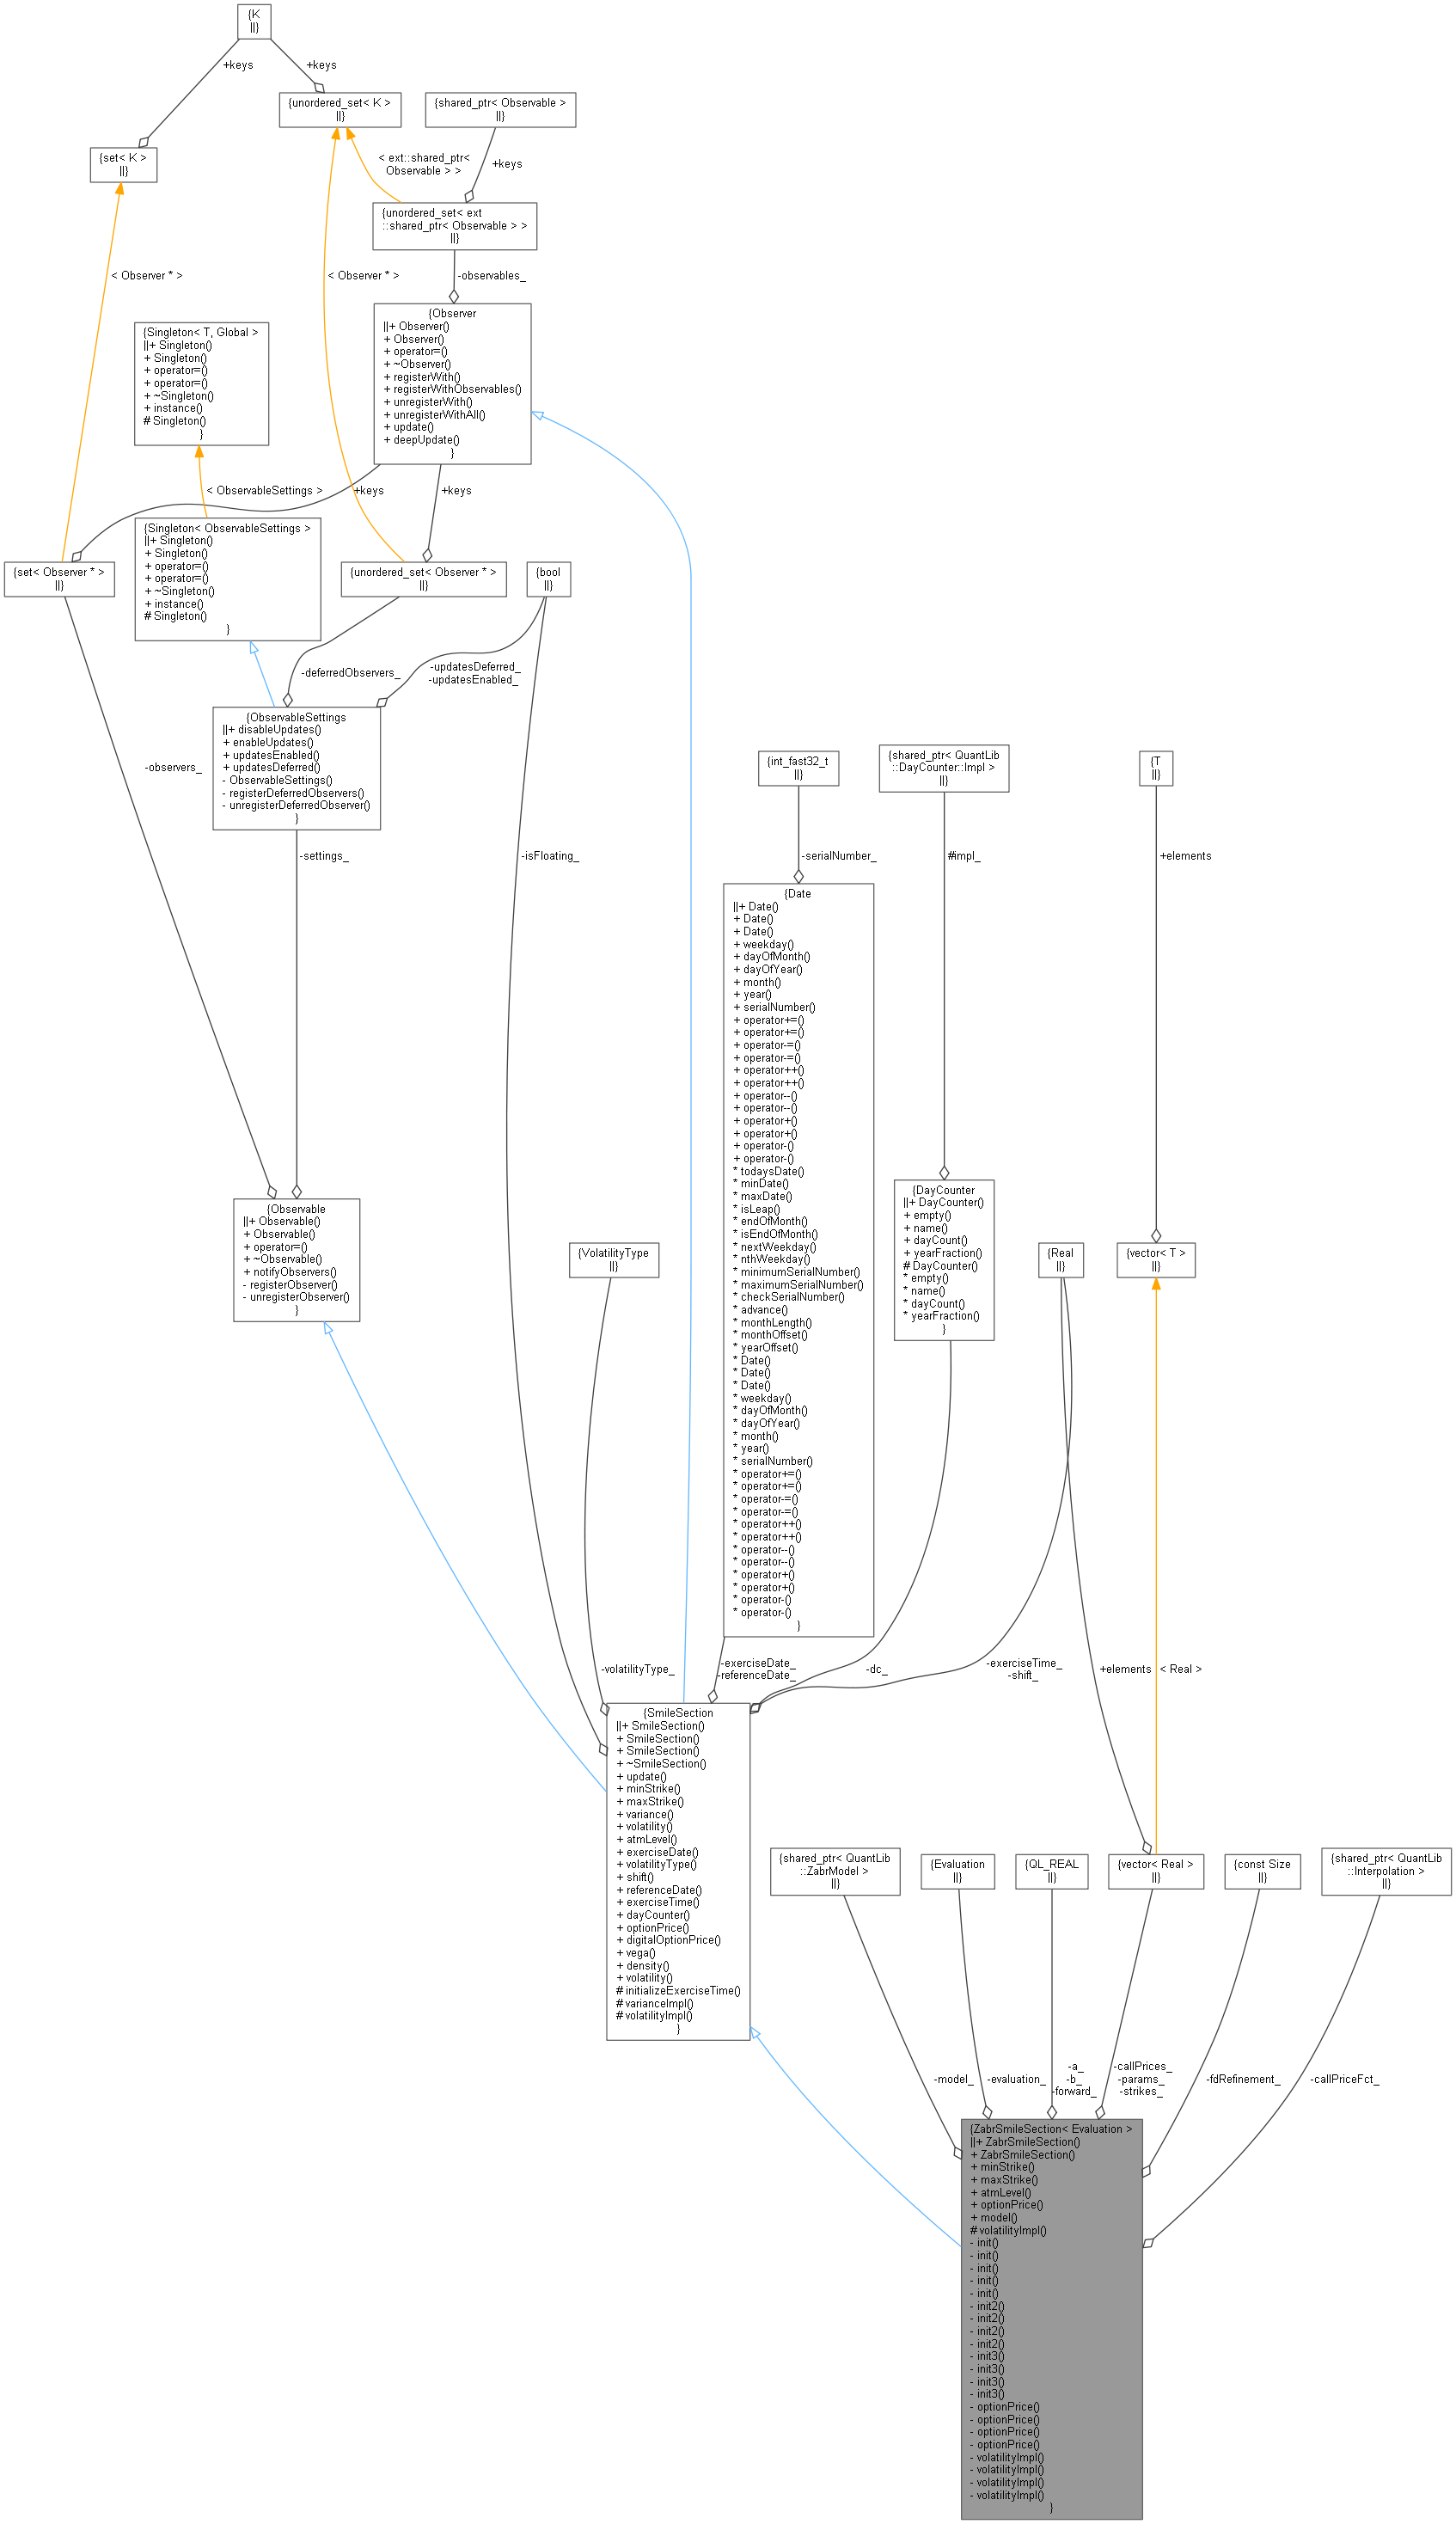 {K
||}
+keys
+keys
{unordered_set< K >
||}
{shared_ptr< Observable >
||}
{set< K >
||}
< ext::shared_ptr<
Observable > >
+keys
{unordered_set< ext
::shared_ptr< Observable > >
||}
< Observer * >
< Observer * >
-observables_
{Observer
||+ Observer()
+ Observer()
+ operator=()
+ ~Observer()
+ registerWith()
+ registerWithObservables()
+ unregisterWith()
+ unregisterWithAll()
+ update()
+ deepUpdate()
}
{Singleton< T, Global >
||+ Singleton()
+ Singleton()
+ operator=()
+ operator=()
+ ~Singleton()
+ instance()
# Singleton()
}
< ObservableSettings >
+keys
+keys
{Singleton< ObservableSettings >
||+ Singleton()
+ Singleton()
+ operator=()
+ operator=()
+ ~Singleton()
+ instance()
# Singleton()
}
{set< Observer * >
||}
{unordered_set< Observer * >
||}
{bool
||}
-deferredObservers_
-updatesDeferred_
-updatesEnabled_
{ObservableSettings
||+ disableUpdates()
+ enableUpdates()
+ updatesEnabled()
+ updatesDeferred()
- ObservableSettings()
- registerDeferredObservers()
- unregisterDeferredObserver()
}
-observers_
{int_fast32_t
||}
{shared_ptr< QuantLib
::DayCounter::Impl >
||}
{T
||}
-settings_
-isFloating_
-serialNumber_
#impl_
+elements
{Date
||+ Date()
+ Date()
+ Date()
+ weekday()
+ dayOfMonth()
+ dayOfYear()
+ month()
+ year()
+ serialNumber()
+ operator+=()
+ operator+=()
+ operator-=()
+ operator-=()
+ operator++()
+ operator++()
+ operator--()
+ operator--()
+ operator+()
+ operator+()
+ operator-()
+ operator-()
* todaysDate()
* minDate()
* maxDate()
* isLeap()
* endOfMonth()
* isEndOfMonth()
* nextWeekday()
* nthWeekday()
* minimumSerialNumber()
* maximumSerialNumber()
* checkSerialNumber()
* advance()
* monthLength()
* monthOffset()
* yearOffset()
* Date()
* Date()
* Date()
* weekday()
* dayOfMonth()
* dayOfYear()
* month()
* year()
* serialNumber()
* operator+=()
* operator+=()
* operator-=()
* operator-=()
* operator++()
* operator++()
* operator--()
* operator--()
* operator+()
* operator+()
* operator-()
* operator-()
}
{DayCounter
||+ DayCounter()
+ empty()
+ name()
+ dayCount()
+ yearFraction()
# DayCounter()
* empty()
* name()
* dayCount()
* yearFraction()
}
{Observable
||+ Observable()
+ Observable()
+ operator=()
+ ~Observable()
+ notifyObservers()
- registerObserver()
- unregisterObserver()
}
{VolatilityType
||}
{Real
||}
{vector< T >
||}
-volatilityType_
-exerciseDate_
-referenceDate_
-dc_
-exerciseTime_
-shift_
+elements
< Real >
{SmileSection
||+ SmileSection()
+ SmileSection()
+ SmileSection()
+ ~SmileSection()
+ update()
+ minStrike()
+ maxStrike()
+ variance()
+ volatility()
+ atmLevel()
+ exerciseDate()
+ volatilityType()
+ shift()
+ referenceDate()
+ exerciseTime()
+ dayCounter()
+ optionPrice()
+ digitalOptionPrice()
+ vega()
+ density()
+ volatility()
# initializeExerciseTime()
# varianceImpl()
# volatilityImpl()
}
{shared_ptr< QuantLib
::ZabrModel >
||}
{Evaluation
||}
{QL_REAL
||}
{vector< Real >
||}
{const Size
||}
{shared_ptr< QuantLib
::Interpolation >
||}
-model_
-evaluation_
-a_
-b_
-forward_
-callPrices_
-params_
-strikes_
-fdRefinement_
-callPriceFct_
{ZabrSmileSection< Evaluation >
||+ ZabrSmileSection()
+ ZabrSmileSection()
+ minStrike()
+ maxStrike()
+ atmLevel()
+ optionPrice()
+ model()
# volatilityImpl()
- init()
- init()
- init()
- init()
- init()
- init2()
- init2()
- init2()
- init2()
- init3()
- init3()
- init3()
- init3()
- optionPrice()
- optionPrice()
- optionPrice()
- optionPrice()
- volatilityImpl()
- volatilityImpl()
- volatilityImpl()
- volatilityImpl()
}